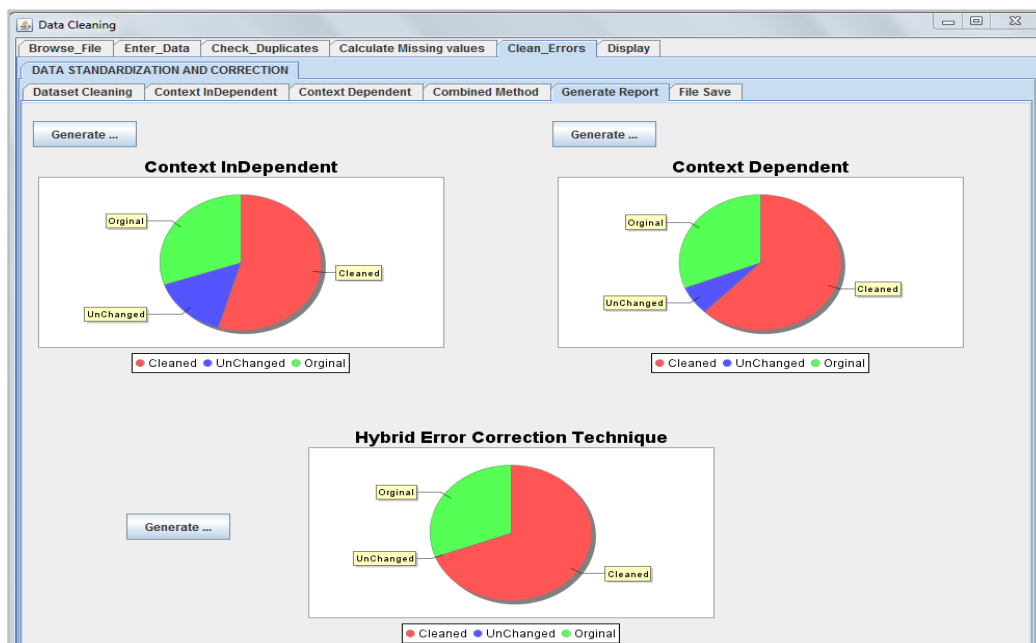 Data Cleaning
Browse_File Enter_Data Check_Duplicates Calculate Missing values Clean_Errors Display
DATA STANDARDIZATION AND CORRECTION
Dataset Cleaning Context InDependent Context Dependent Combined Method Generate Report File Save
Generate ... Generate ...
Context InDependent
Orginal
Cleaned
UnChanged
Cleaned UnChanged Orginal
Context Dependent
Orginal
Cleaned
UnChanged
Cleaned UnChanged Orginal
Hybrid Error Correction Technique
Orginal
Generate ...
UnChanged
Cleaned
Cleaned UnChanged Orginal